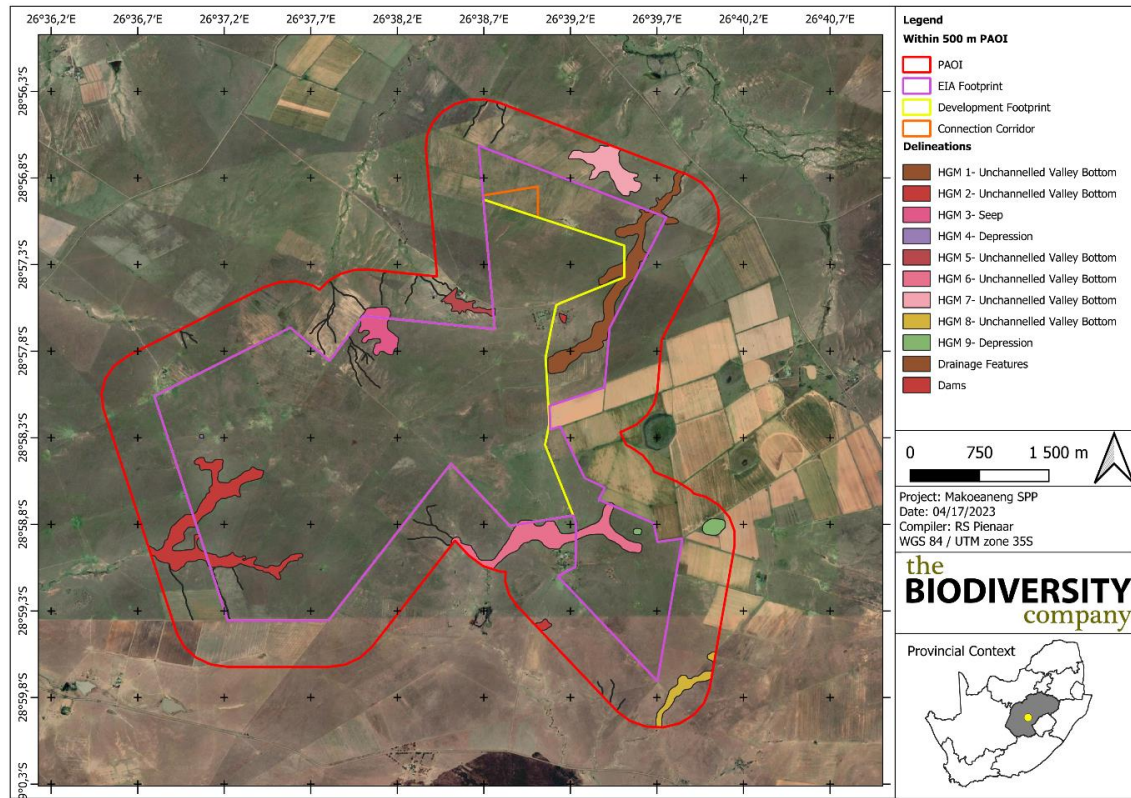 26°36,2'E 26°36,7'E 26°37,2'E 26°37,7'E 26°38,2'E 26°38,7'E 26°39,2'E 26°39,7'E 26°40,2'E 26°40,7'E
28°56,3'S
28°56,8'S
28°57,3'S
28°57,8'S
28°58,3'S
28°58,8'S
28°59,3'S
28°59,8'S
29°0,3'S
Legend
Within 500 m PAOI
PAOI
EIA Footprint
Development Footprint
Connection Corridor
Delineations
HGM 1- Unchannelled Valley Bottom
HGM 2- Unchannelled Valley Bottom
HGM 3- Seep
HGM 4- Depression
HGM 5- Unchannelled Valley Bottom
HGM 6- Unchannelled Valley Bottom
HGM 7- Unchannelled Valley Bottom
HGM 8- Unchannelled Valley Bottom
HGM 9- Depression
Drainage Features
Dams
0 750 1 500 m
Project: Makoeaneng SPP
Date: 04/17/2023
Compiler: RS Pienaar
WGS 84 / UTM zone 35S
the
BIODIVERSITY
company
Provincial Context